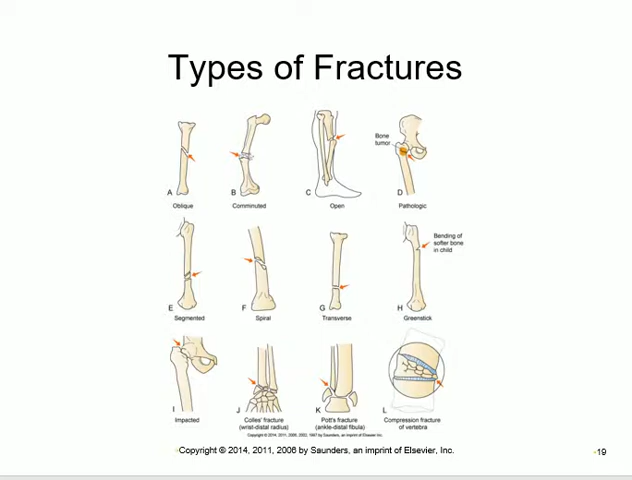 Types of Fractures
Bone
tumor
A
B
C
D
Oblique
Comminuted
Open
Pathologic
Bending of
softer bone
in child
E
F
G
H
Segmented
Spiral
Transverse
Greenstick
I
J
K
L
Impacted
Colles' fracture
(wrist-distal radius)
Pott's fracture
(ankle-distal fibula)
Compression fracture
of vertebra
Copyright © 2014, 2011, 2006 by Saunders, an imprint of Elsevier, Inc.
19